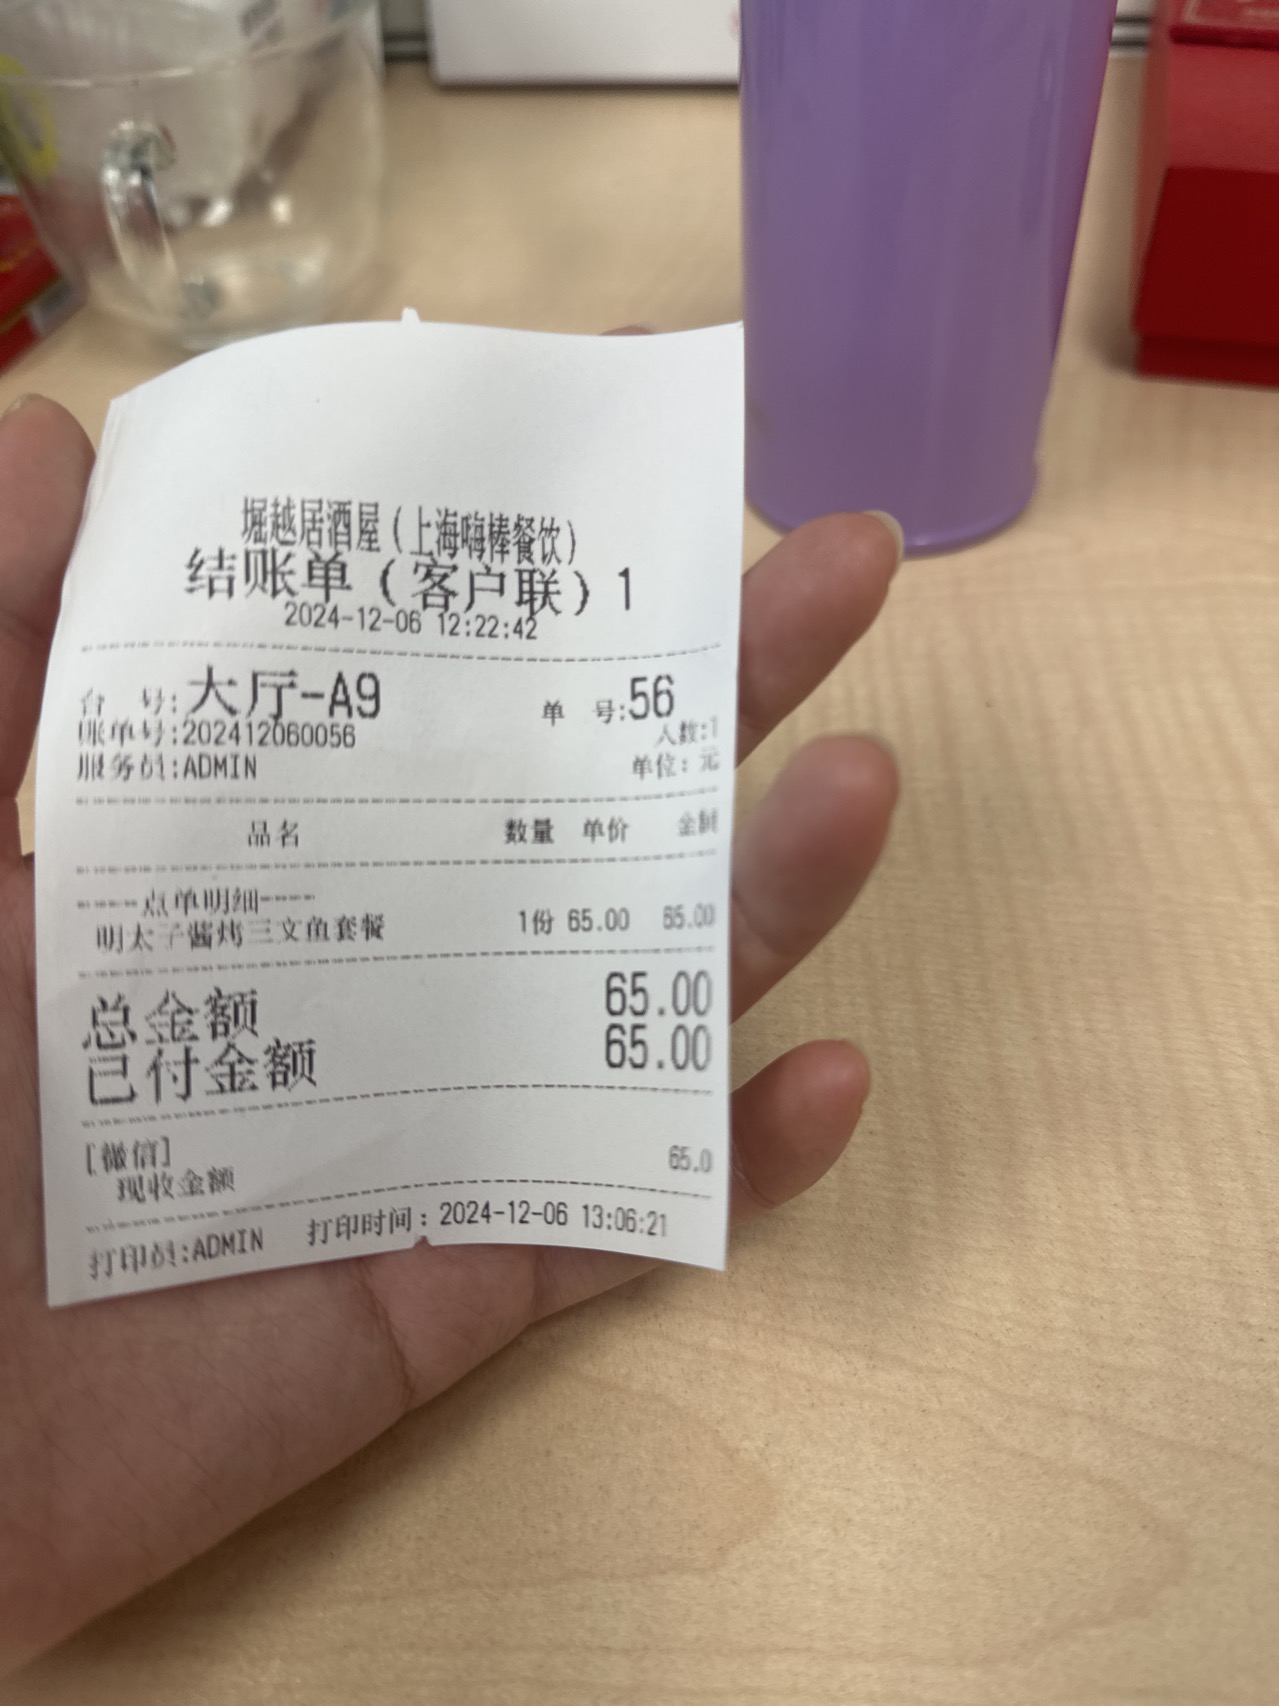 堀越居酒屋(上海嗨棒餐饮)
结账单(客户联)1
2024-12-06 12:22:42
台 号:大厅-A9 单 号:56
账单号:202412060056 人数:1
服务员:ADMIN 单位:元
品名 数量 单价 金额
-----点单明细-----
明太子酱烤三文鱼套餐 1份 65.00 65.00
总金额 65.00
已付金额 65.00
[微信]
现收金额 65.0
打印员:ADMIN 打印时间:2024-12-06 13:06:21